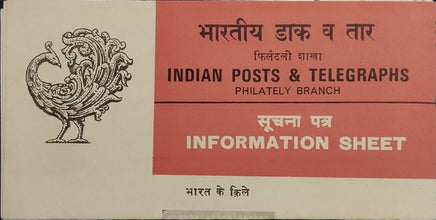 भारतीय डाक व तार
फिलैटली शाखा
INDIAN POSTS & TELEGRAPHS
PHILATELY BRANCH
सूचना पत्र
INFORMATION SHEET
भारत के क़िले